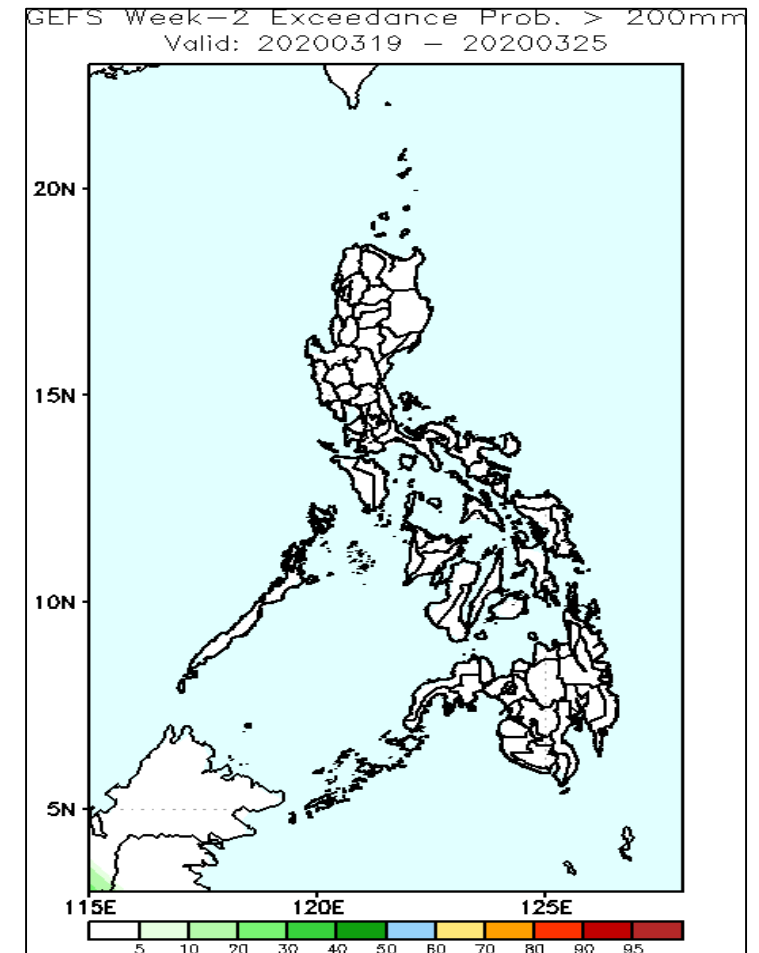 GEFS Week-2 Exceedance Prob. > 200mm
Valid: 20200319 - 20200325
20N
15N
10N
5N
115E 120E 125E
5 10 20 30 40 50 60 70 80 90 95